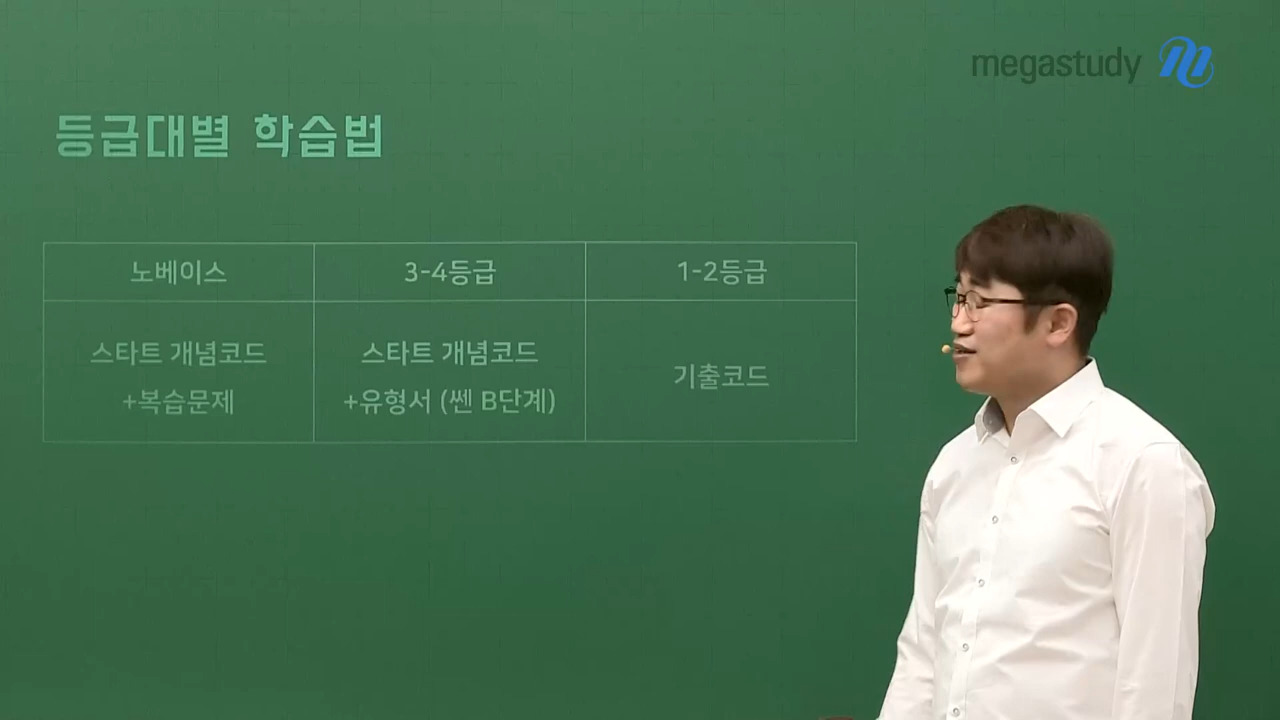 megastudy
등급대별 학습법
노베이스
3-4등급
1-2등급
스타트 개념코드
+복습문제
스타트 개념코드
+유형서 (쎈 B단계)
기출코드